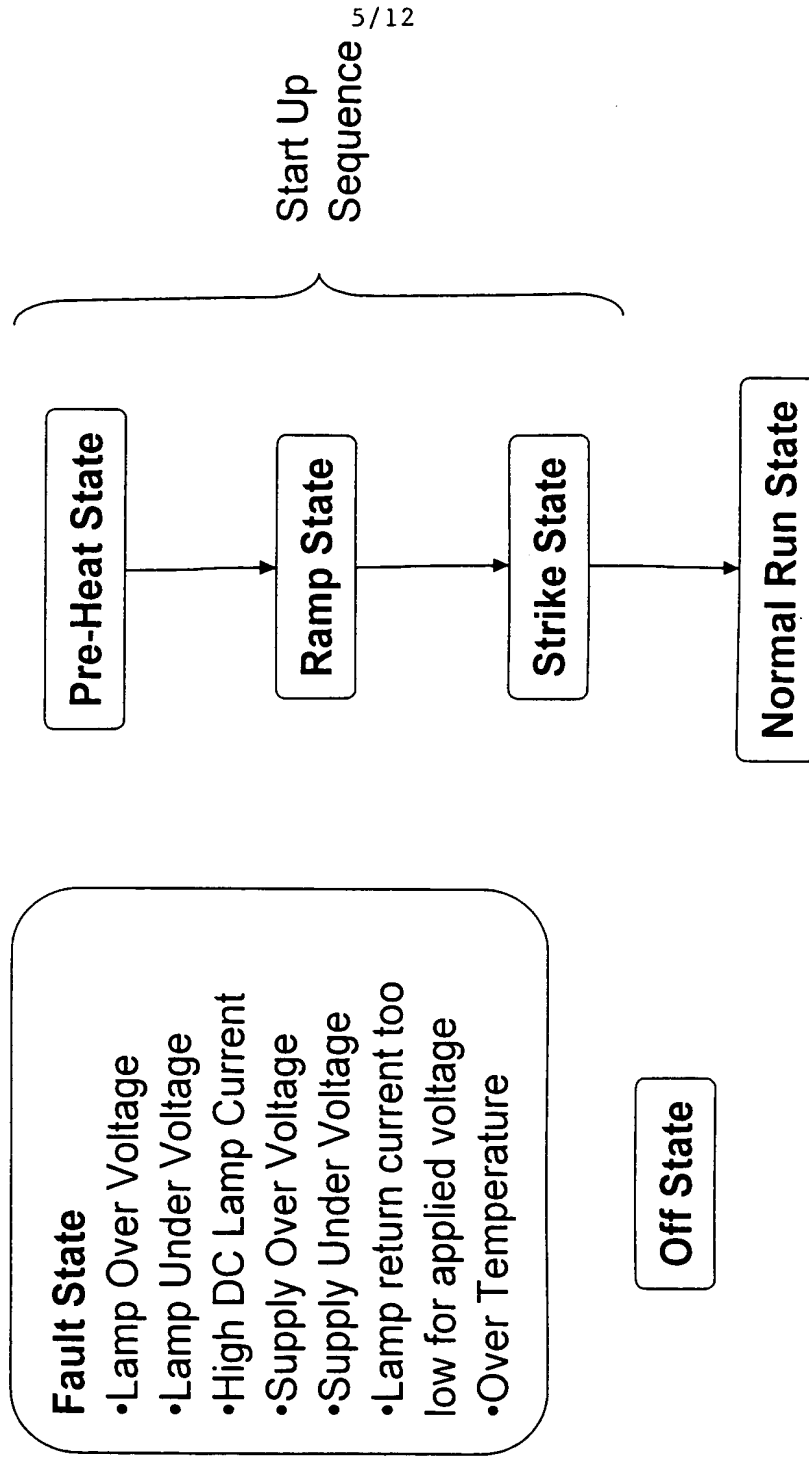 5/12
Fault State
•Lamp Over Voltage
•Lamp Under Voltage
•High DC Lamp Current
•Supply Over Voltage
•Supply Under Voltage
•Lamp return current too
low for applied voltage
•Over Temperature
Off State
Pre-Heat State
Ramp State
Strike State
Normal Run State
Start Up
Sequence